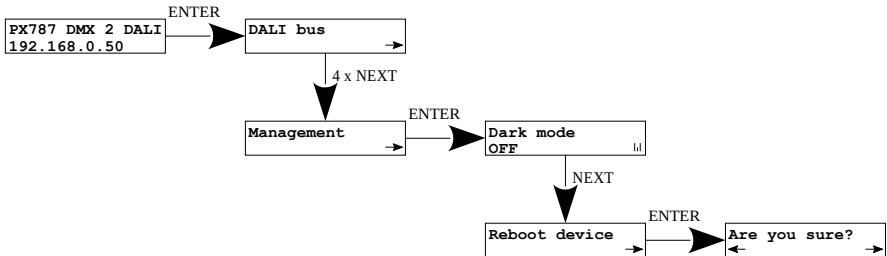 ENTER
PX787 DMX 2 DALI
192.168.0.50
DALI bus
4 x NEXT
ENTER
Management
Dark mode
OFF
NEXT
ENTER
Reboot device
Are you sure?